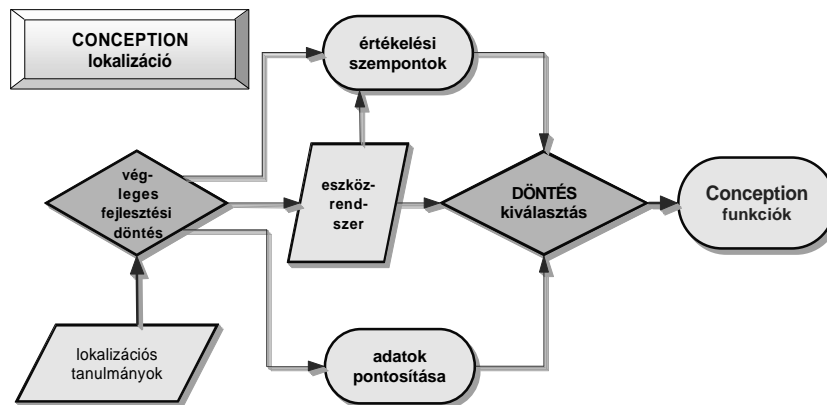 CONCEPTION
lokalizáció
értékelési
szempontok
vég-
leges
fejlesztési
döntés
eszköz-
rend-
szer
DÖNTÉS
kiválasztás
Conception
funkciók
lokalizációs
tanulmányok
adatok
pontosítása